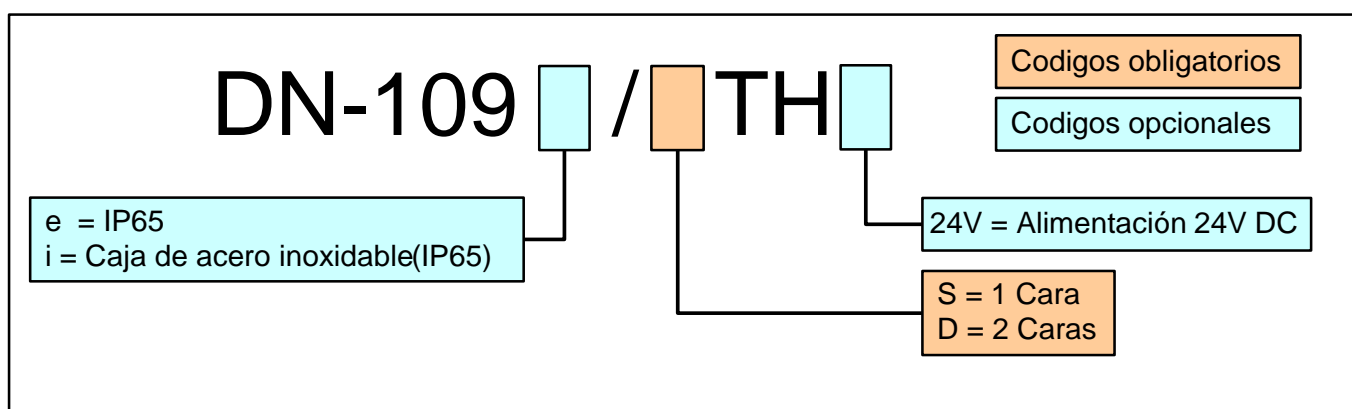 DN-109 / TH
Codigos obligatorios
Codigos opcionales
e = IP65
i = Caja de acero inoxidable(IP65)
24V = Alimentación 24V DC
S = 1 Cara
D = 2 Caras